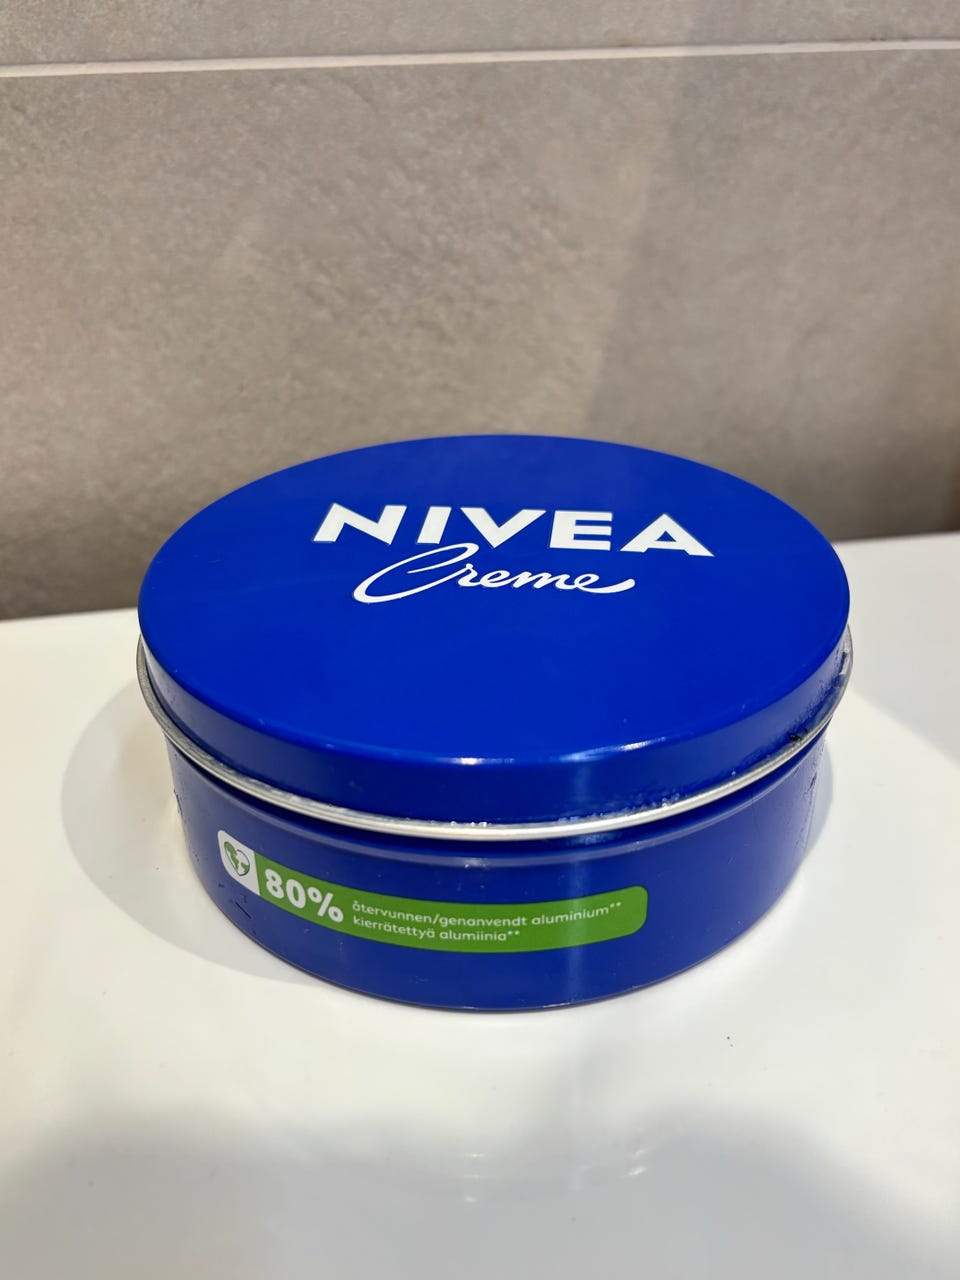 NIVEA
Creme
80%
återvunnen/genanvendt aluminium**
kierrätettyä alumiinia**